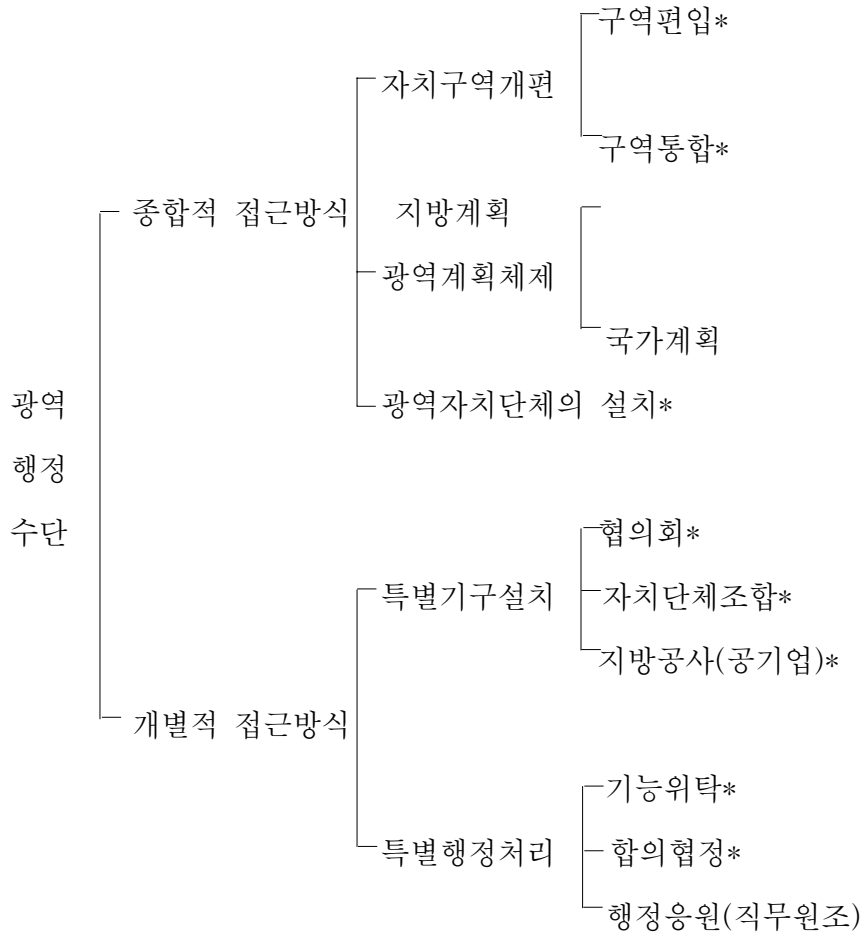 구역편입*
자치구역개편
구역통합*
종합적 접근방식 지방계획
광역계획체제
국가계획
광역자치단체의 설치*
광역
행정
수단
협의회*
특별기구설치
자치단체조합*
지방공사(공기업)*
개별적 접근방식
기능위탁*
특별행정처리
합의협정*
행정응원(직무원조)